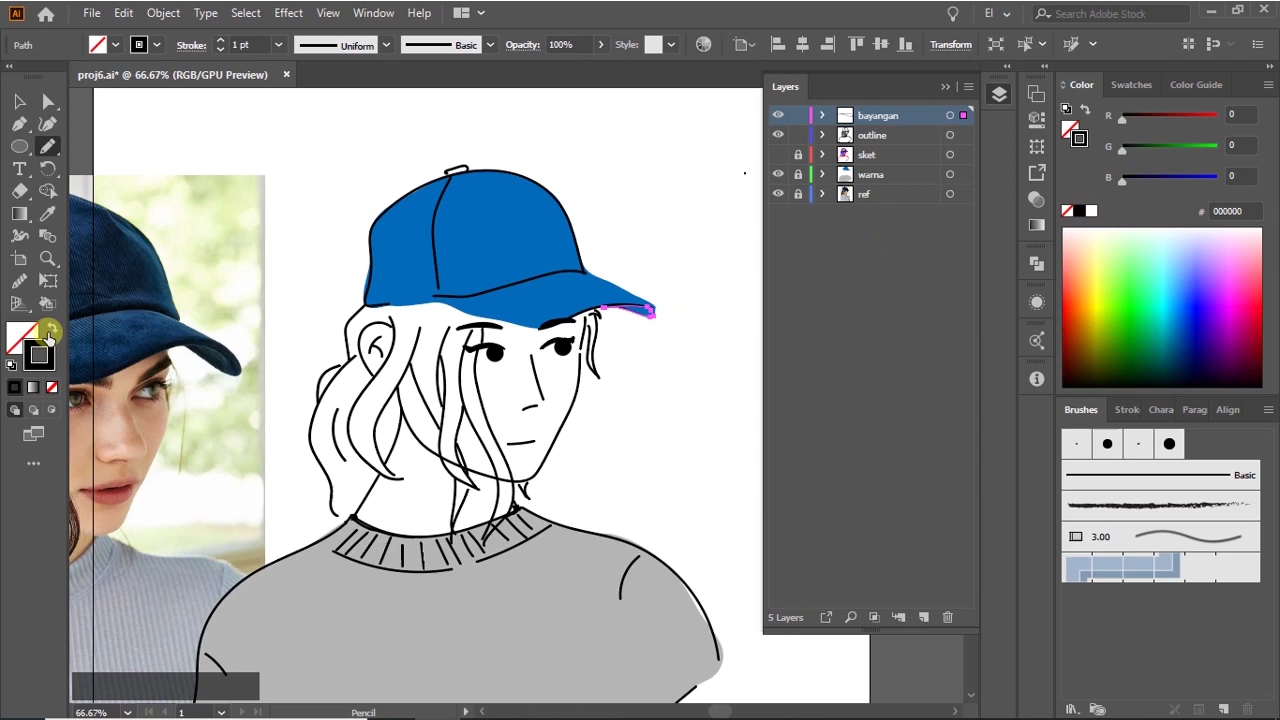 Ai
File Edit Object Type Select Effect View Window Help
El
Search Adobe Stock
Path
Stroke:
1 pt
Uniform
Basic
Opacity:
100%
Style:
Transform
proj6.ai* @ 66.67% (RGB/GPU Preview)
Layers
bayangan
outline
sket
warna
ref
5 Layers
Color
Swatches
Color Guide
R
0
G
0
B
0
#
000000
Brushes
Strok
Chara
Parag
Align
Basic
3.00
66.67%
1
Pencil